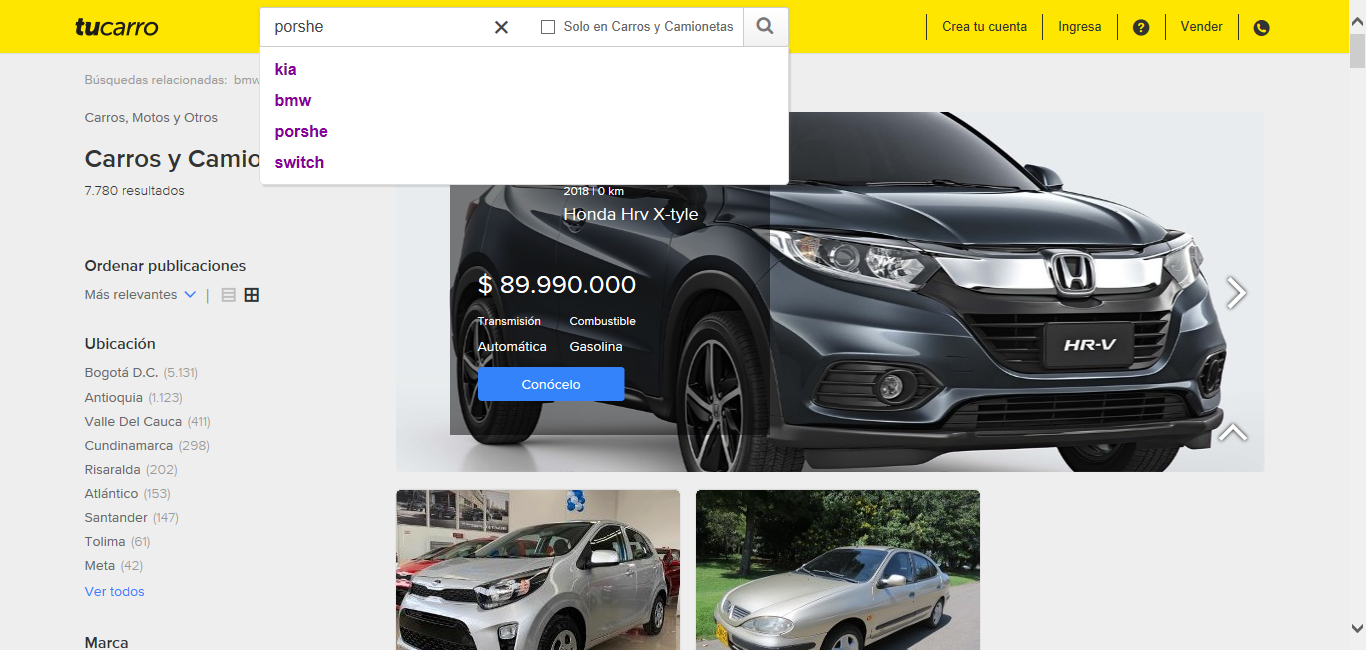 tucarro
porshe
Solo en Carros y Camionetas
Crea tu cuenta
Ingresa
?
Vender
kia
bmw
porshe
switch
Búsquedas relacionadas: bmw
Carros, Motos y Otros
Carros y Camio
7.780 resultados
Ordenar publicaciones
Más relevantes |
Ubicación
Bogotá D.C. (5.131)
Antioquia (1.123)
Valle Del Cauca (411)
Cundinamarca (298)
Risaralda (202)
Atlántico (153)
Santander (147)
Tolima (61)
Meta (42)
Ver todos
Marca
2018 | 0 km
Honda Hrv X-tyle
$ 89.990.000
Transmisión Combustible
Automática Gasolina
Conócelo
HR-V